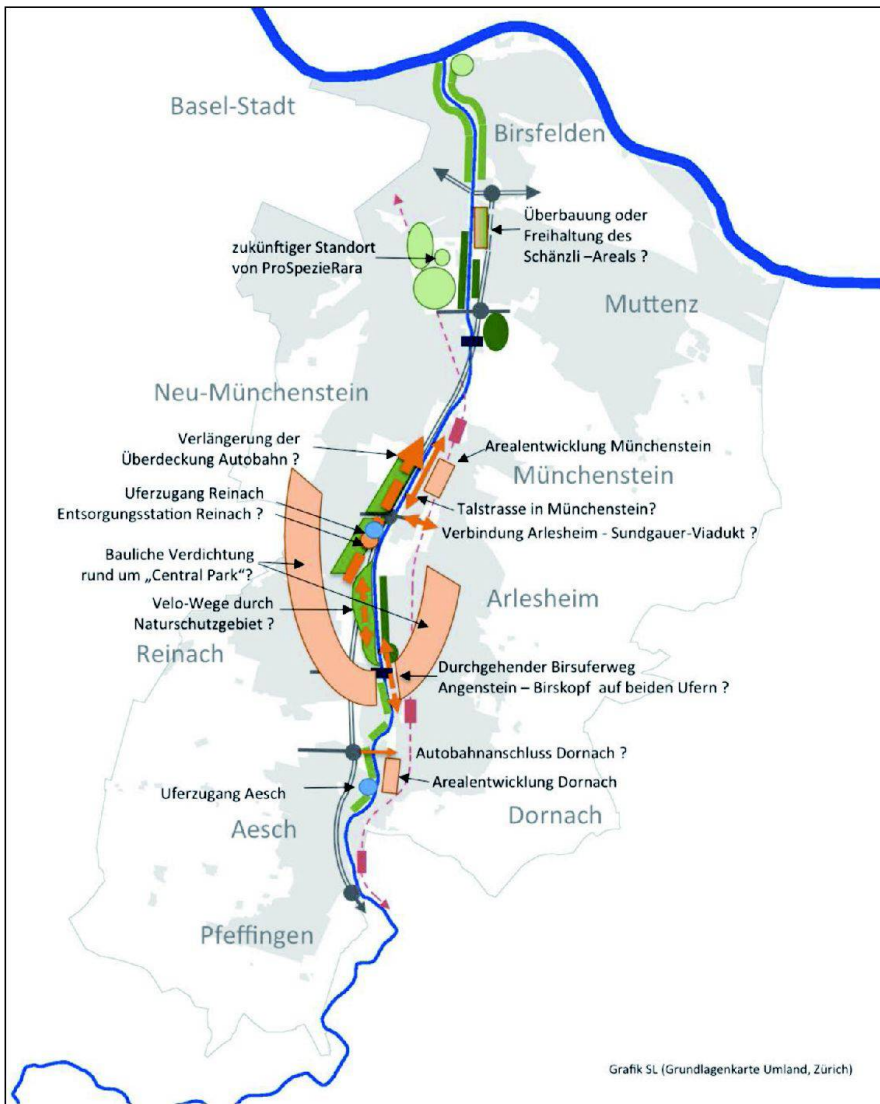 Basel-Stadt
Birsfelden
Überbauung oder
Freihaltung des
Schänzli –Areals ?
zukünftiger Standort
von ProSpezieRara
Muttenz
Neu-Münchenstein
Verlängerung der
Überdeckung Autobahn ?
Arealentwicklung Münchenstein
Münchenstein
Uferzugang Reinach
Entsorgungsstation Reinach ?
Talstrasse in Münchenstein?
Verbindung Arlesheim - Sundgauer-Viadukt ?
Bauliche Verdichtung
rund um „Central Park“?
Arlesheim
Velo-Wege durch
Naturschutzgebiet ?
Reinach
Durchgehender Birsuferweg
Angenstein – Birskopf auf beiden Ufern ?
Autobahnanschluss Dornach ?
Uferzugang Aesch
Arealentwicklung Dornach
Aesch
Dornach
Pfeffingen
Grafik SL (Grundlagenkarte Umland, Zürich)